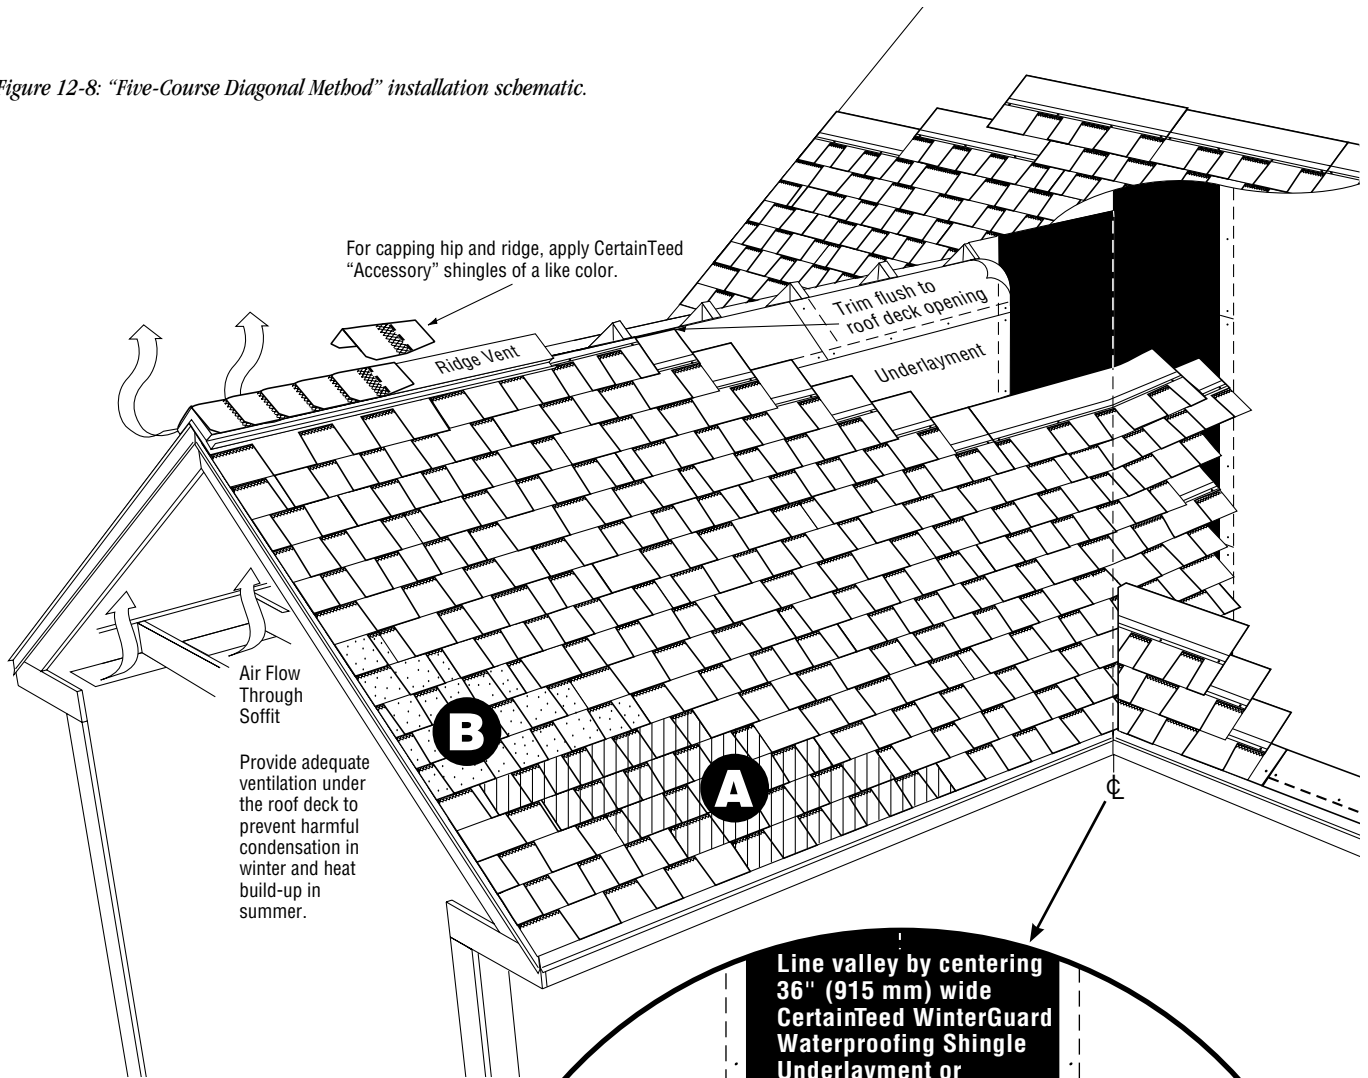 Figure 12-8: “Five-Course Diagonal Method” installation schematic.
For capping hip and ridge, apply CertainTeed
“Accessory” shingles of a like color.
Trim flush to
roof deck opening
Ridge Vent
Underlayment
Air Flow
Through
Soffit
B
A
Provide adequate
ventilation under
the roof deck to
prevent harmful
condensation in
winter and heat
build-up in
summer.
℄
Line valley by centering
36" (915 mm) wide
CertainTeed WinterGuard
Waterproofing Shingle
Underlayment or